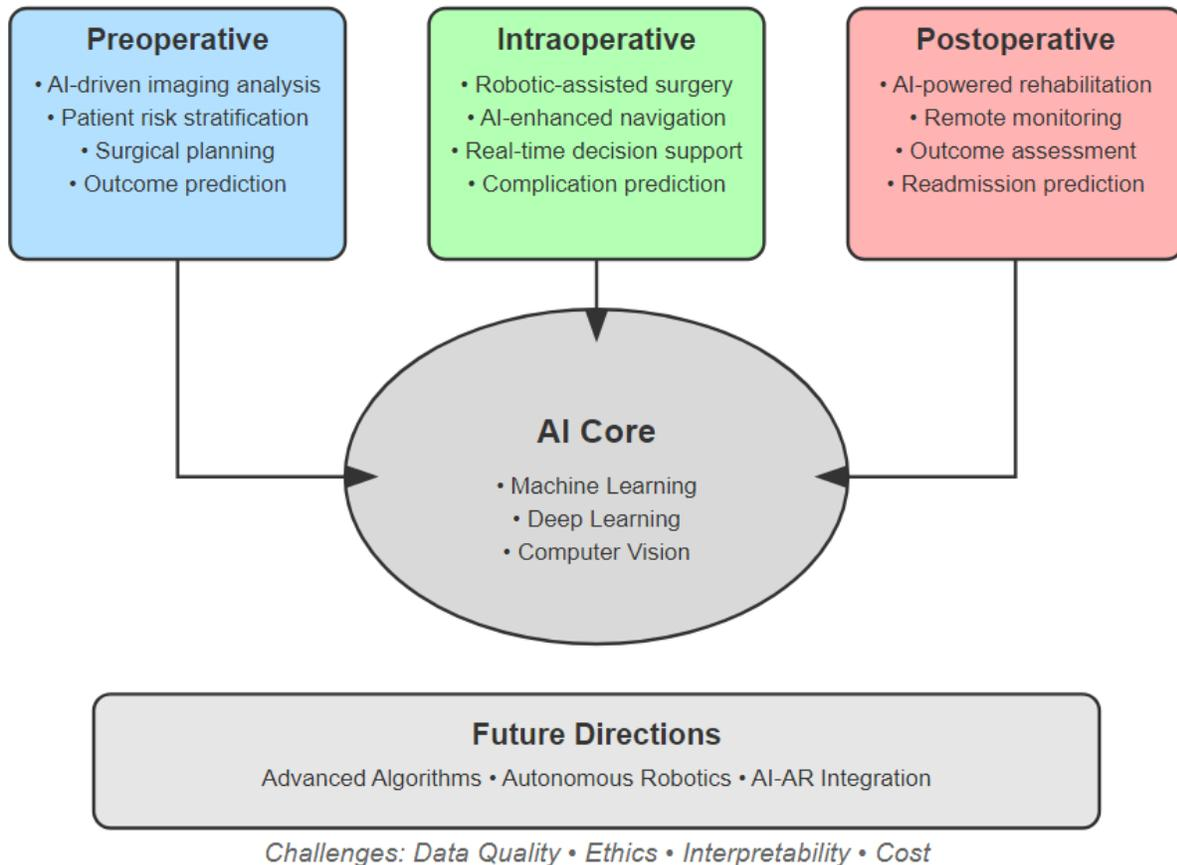 Preoperative
• AI-driven imaging analysis
• Patient risk stratification
• Surgical planning
• Outcome prediction
Intraoperative
• Robotic-assisted surgery
• AI-enhanced navigation
• Real-time decision support
• Complication prediction
Postoperative
• AI-powered rehabilitation
• Remote monitoring
• Outcome assessment
• Readmission prediction
AI Core
• Machine Learning
• Deep Learning
• Computer Vision
Future Directions
Advanced Algorithms • Autonomous Robotics • AI-AR Integration
Challenges: Data Quality • Ethics • Interpretability • Cost